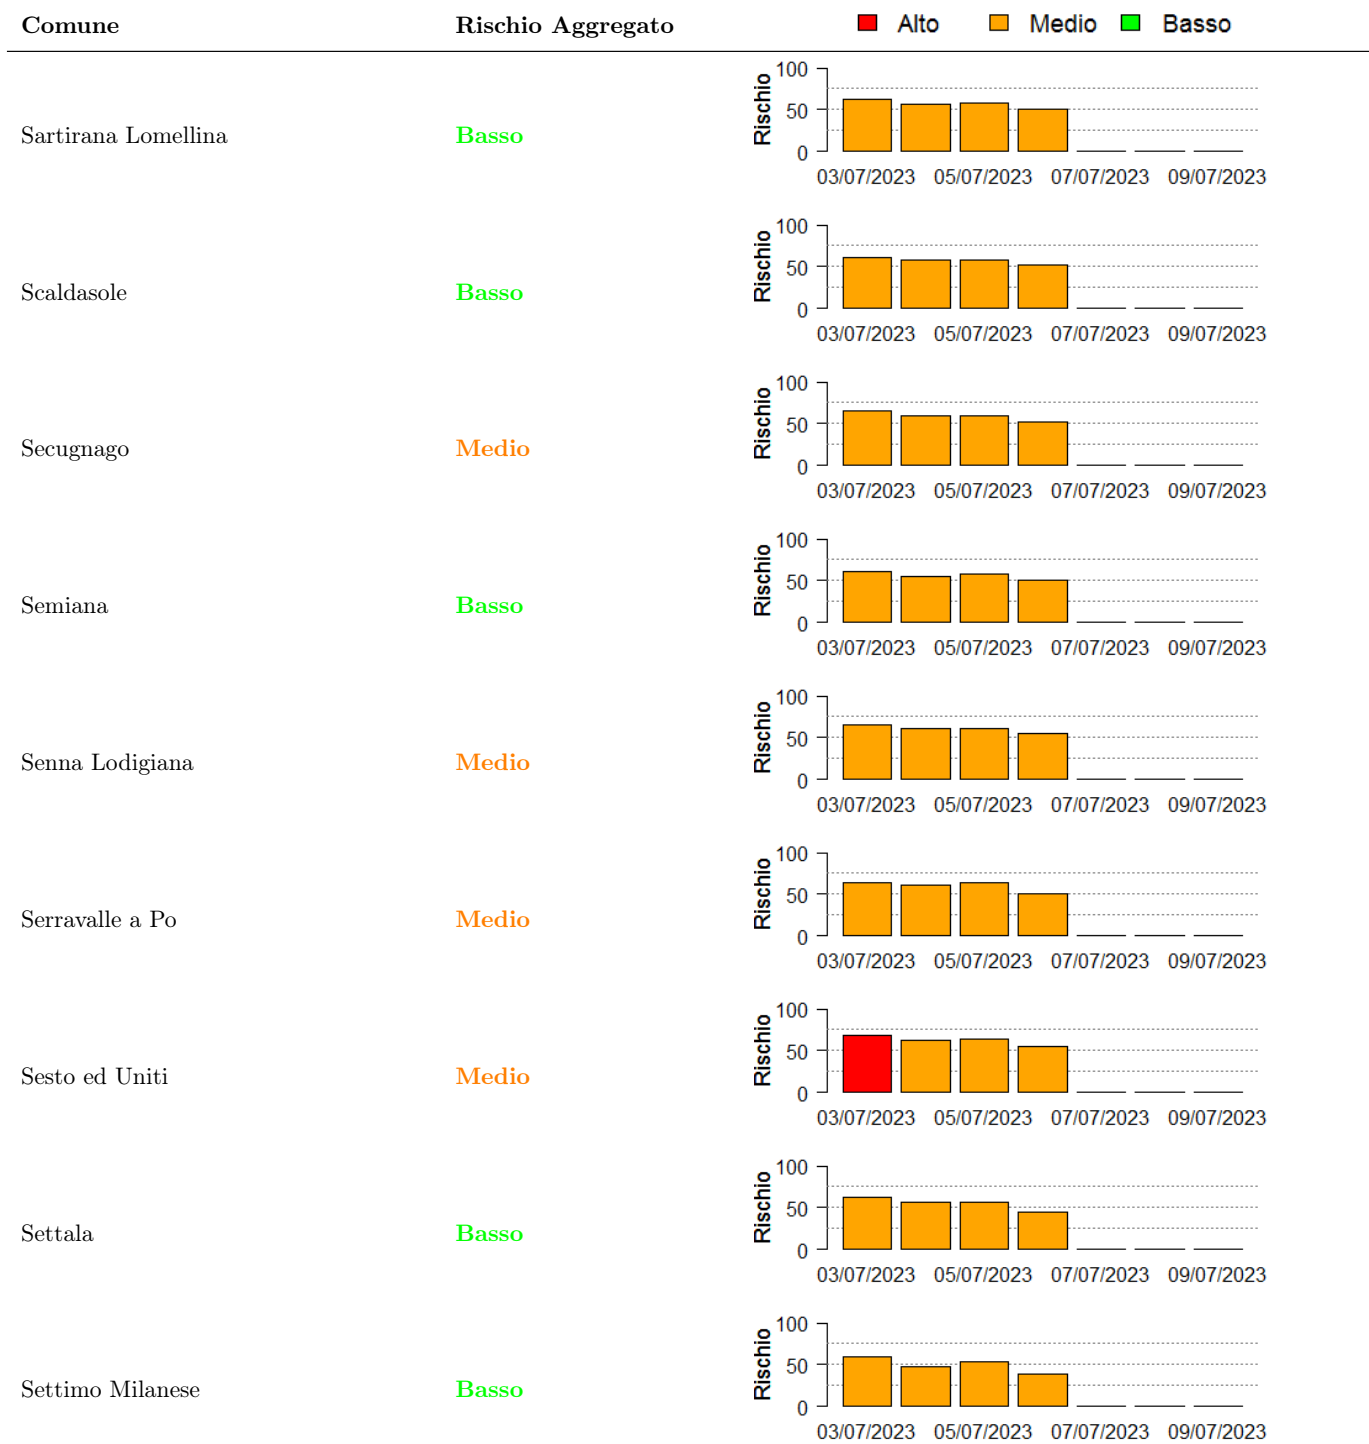 Comune Rischio Aggregato Alto Medio Basso
Sartirana Lomellina Basso
Rischio
100
50
0
03/07/2023 05/07/2023 07/07/2023 09/07/2023
Scaldasole Basso
Rischio
100
50
0
03/07/2023 05/07/2023 07/07/2023 09/07/2023
Secugnago Medio
Rischio
100
50
0
03/07/2023 05/07/2023 07/07/2023 09/07/2023
Semiana Basso
Rischio
100
50
0
03/07/2023 05/07/2023 07/07/2023 09/07/2023
Senna Lodigiana Medio
Rischio
100
50
0
03/07/2023 05/07/2023 07/07/2023 09/07/2023
Serravalle a Po Medio
Rischio
100
50
0
03/07/2023 05/07/2023 07/07/2023 09/07/2023
Sesto ed Uniti Medio
Rischio
100
50
0
03/07/2023 05/07/2023 07/07/2023 09/07/2023
Settala Basso
Rischio
100
50
0
03/07/2023 05/07/2023 07/07/2023 09/07/2023
Settimo Milanese Basso
Rischio
100
50
0
03/07/2023 05/07/2023 07/07/2023 09/07/2023